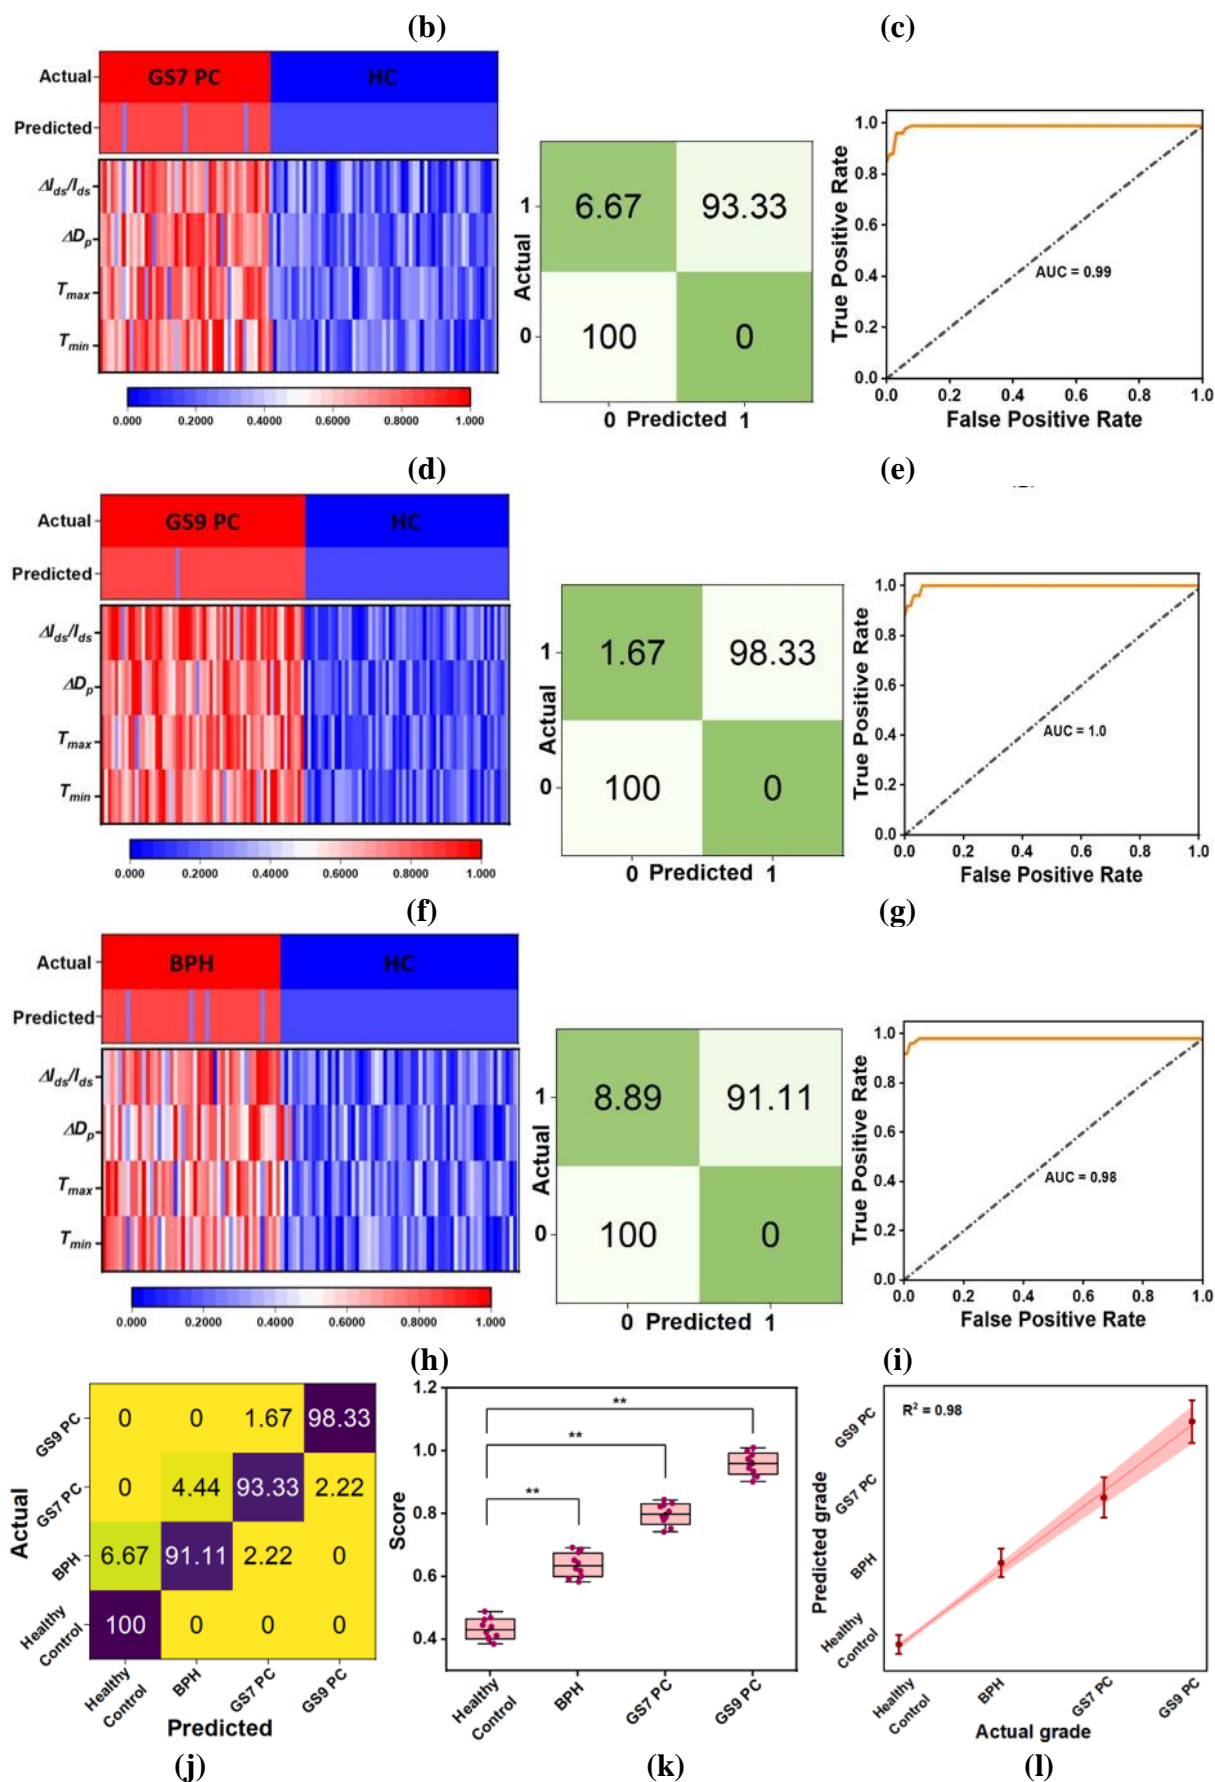 (b) (c)
Actual GS7 PC HC
Predicted
ΔI_ds/I_ds
ΔD_p
T_max
T_min
0.000 0.2000 0.4000 0.6000 0.8000 1.000
Actual
1 6.67 93.33
0 100 0
0 Predicted 1
True Positive Rate
1.0
0.8
0.6
0.4
0.2
0.0
AUC = 0.99
0.0 0.2 0.4 0.6 0.8 1.0
False Positive Rate
(d) (e)
Actual GS9 PC HC
Predicted
ΔI_ds/I_ds
ΔD_p
T_max
T_min
0.000 0.2000 0.4000 0.6000 0.8000 1.000
Actual
1 1.67 98.33
0 100 0
0 Predicted 1
True Positive Rate
1.0
0.8
0.6
0.4
0.2
0.0
AUC = 1.0
0.0 0.2 0.4 0.6 0.8 1.0
False Positive Rate
(f) (g)
Actual BPH HC
Predicted
ΔI_ds/I_ds
ΔD_p
T_max
T_min
0.000 0.2000 0.4000 0.6000 0.8000 1.000
Actual
1 8.89 91.11
0 100 0
0 Predicted 1
True Positive Rate
1.0
0.8
0.6
0.4
0.2
0.0
AUC = 0.98
0.0 0.2 0.4 0.6 0.8 1.0
False Positive Rate
(h) (i)
Actual
GS9 PC 0 0 1.67 98.33
GS7 PC 0 4.44 93.33 2.22
BPH 6.67 91.11 2.22 0
Healthy Control 100 0 0 0
Healthy Control BPH GS7 PC GS9 PC
Predicted
Score
1.2
1.0
0.8
0.6
0.4
**
**
**
Healthy Control BPH GS7 PC GS9 PC
Predicted grade
R² = 0.98
GS9 PC
GS7 PC
BPH
Healthy Control
Healthy Control BPH GS7 PC GS9 PC
Actual grade
(j) (k) (l)